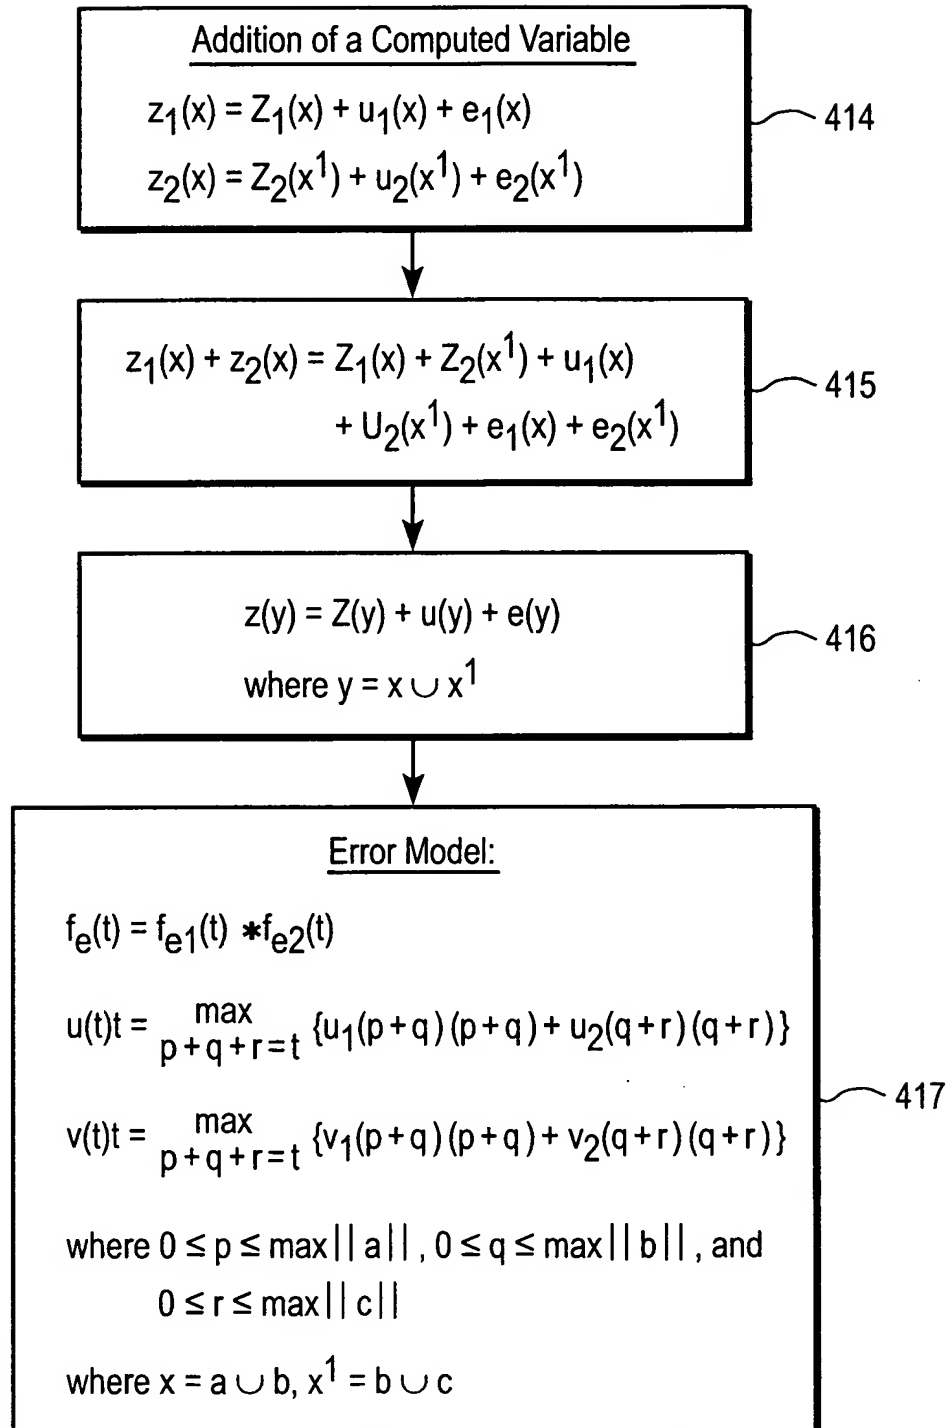 Addition of a Computed Variable
z₁(x) = Z₁(x) + u₁(x) + e₁(x)
z₂(x) = Z₂(x¹) + u₂(x¹) + e₂(x¹)
414
z₁(x) + z₂(x) = Z₁(x) + Z₂(x¹) + u₁(x)
+ U₂(x¹) + e₁(x) + e₂(x¹)
415
z(y) = Z(y) + u(y) + e(y)
where y = x ∪ x¹
416
Error Model:
fₑ(t) = fₑ₁(t) *fₑ₂(t)
u(t)t = max {u₁(p+q)(p+q) + u₂(q+r)(q+r)}
p+q+r=t
v(t)t = max {v₁(p+q)(p+q) + v₂(q+r)(q+r)}
p+q+r=t
417
where 0 ≤ p ≤ max||a||, 0 ≤ q ≤ max||b||, and
0 ≤ r ≤ max||c||
where x = a ∪ b, x¹ = b ∪ c